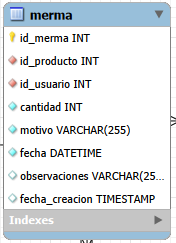 merma
id_merma INT
id_producto INT
id_usuario INT
cantidad INT
motivo VARCHAR(255)
fecha DATETIME
observaciones VARCHAR(25...
fecha_creacion TIMESTAMP
Indexes